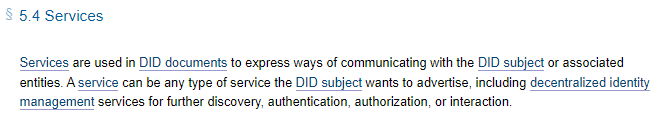 § 5.4 Services
Services are used in DID documents to express ways of communicating with the DID subject or associated
entities. A service can be any type of service the DID subject wants to advertise, including decentralized identity
management services for further discovery, authentication, authorization, or interaction.